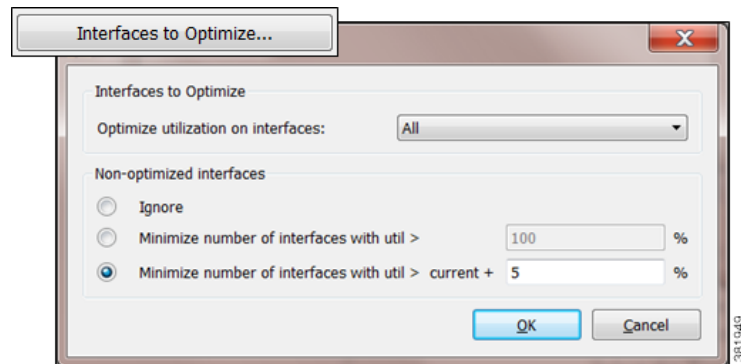 Interfaces to Optimize...
X
Interfaces to Optimize
Optimize utilization on interfaces: All
Non-optimized interfaces
Ignore
Minimize number of interfaces with util > 100 %
Minimize number of interfaces with util > current + 5 %
OK Cancel
381949